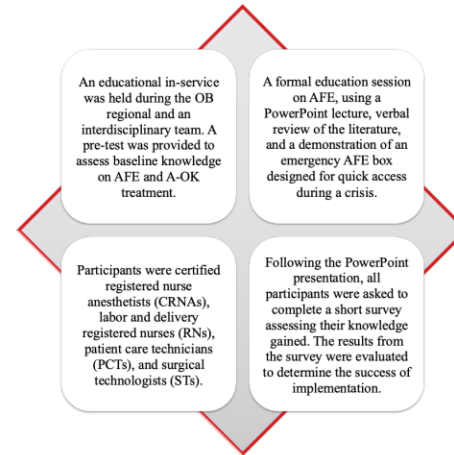 An educational in-service
was held during the OB
regional and an
interdisciplinary team. A
pre-test was provided to
assess baseline knowledge
on AFE and A-OK
treatment.
A formal education session
on AFE, using a
PowerPoint lecture, verbal
review of the literature,
and a demonstration of an
emergency AFE box
designed for quick access
during a crisis.
Participants were certified
registered nurse
anesthetists (CRNAs),
labor and delivery
registered nurses (RNs),
patient care technicians
(PCTs), and surgical
technologists (STs).
Following the PowerPoint
presentation, all
participants were asked to
complete a short survey
assessing their knowledge
gained. The results from
the survey were evaluated
to determine the success of
implementation.